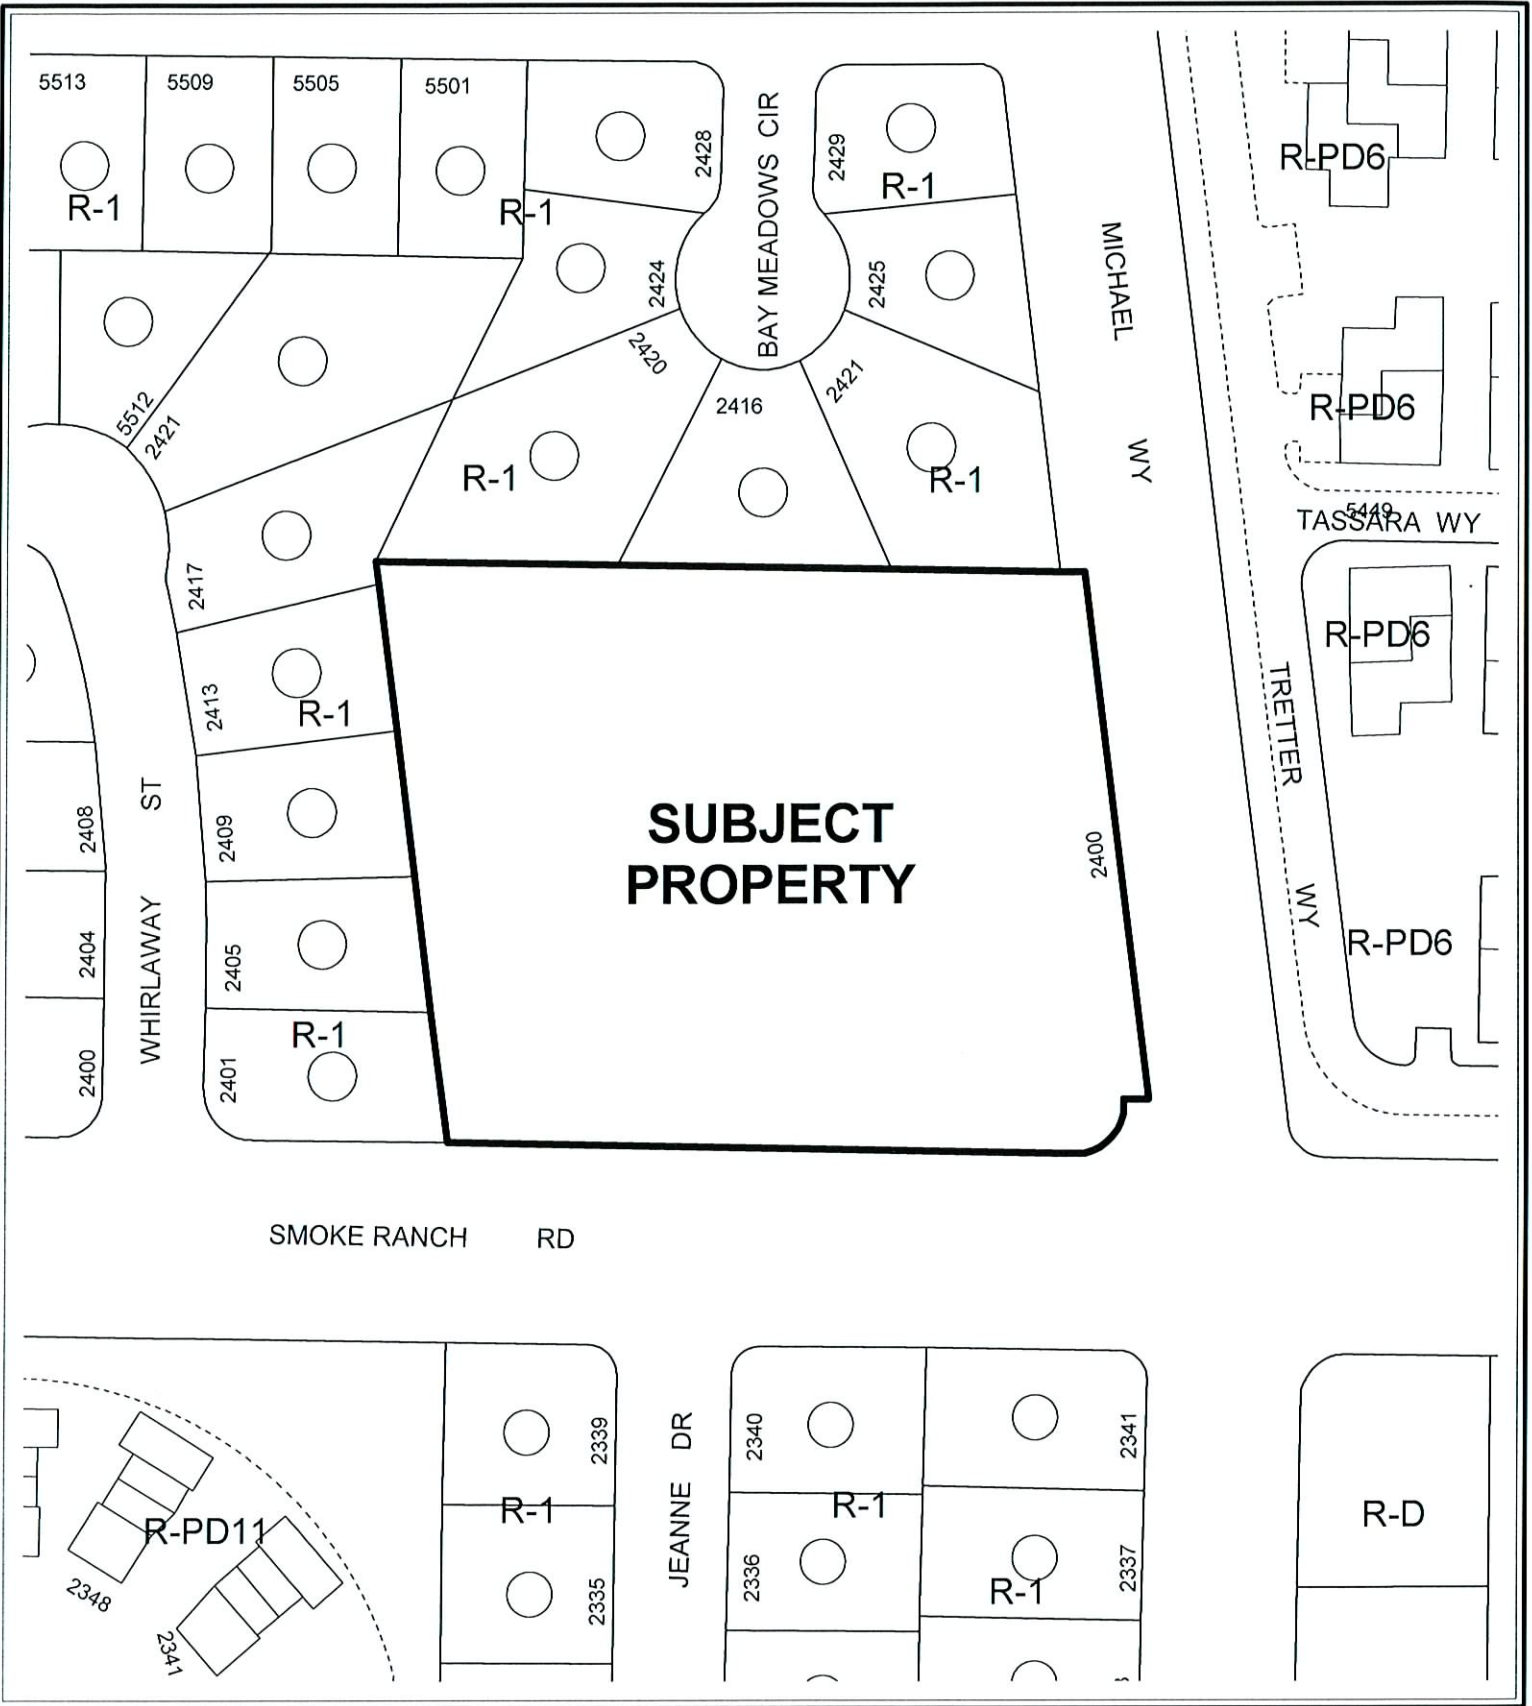 5513
5509
5505
5501
2428
BAY MEADOWS CIR
2429
R-1
R-1
R-1
R-PD6
2424
2425
MICHAEL WY
5512
2421
2420
2416
2421
R-1
R-1
R-PD6
5449
TASSARA WY
2417
2413
R-1
R-PD6
TRETTER WY
2408
WHIRLAWAY ST
2409
SUBJECT
PROPERTY
2400
2404
2405
R-PD6
2400
2401
R-1
SMOKE RANCH RD
2339
JEANNE DR
2340
2341
R-1
R-1
R-D
R-PD11
2348
2341
2335
2336
R-1
2337